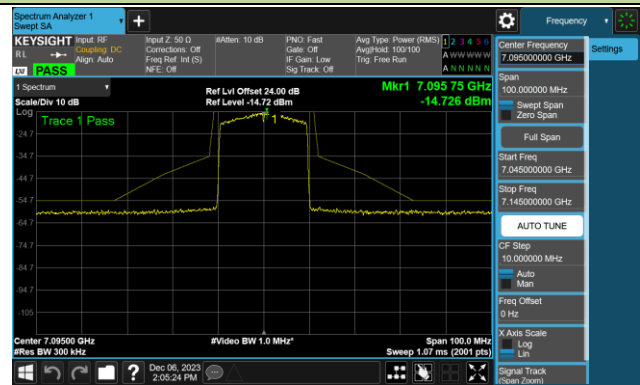 Spectrum Analyzer 1
Swept SA
Frequency
KEYSIGHT
RL
LXI
PASS
Input: RF
Coupling: DC
Align: Auto
Input Z: 50 Ω
Corrections: Off
Freq Ref: Int (S)
NFE: Off
#Atten: 10 dB
PNO: Fast
Gate: Off
IF Gain: Low
Sig Track: Off
Avg Type: Power (RMS)
Avg|Hold: 100/100
Trig: Free Run
1 2 3 4 5 6
A W W W W W
A N N N N N
1 Spectrum
Scale/Div 10 dB
Ref Lvl Offset 24.00 dB
Ref Level -14.72 dBm
Mkr1 7.095 75 GHz
-14.726 dBm
Log
Trace 1 Pass
1
-24.7
-34.7
-44.7
-54.7
-64.7
-74.7
-84.7
-94.7
-105
Center 7.09500 GHz
#Res BW 300 kHz
#Video BW 1.0 MHz*
Span 100.0 MHz
Sweep 1.07 ms (2001 pts)
Center Frequency
7.095000000 GHz
Settings
Span
100.000000 MHz
Swept Span
Zero Span
Full Span
Start Freq
7.045000000 GHz
Stop Freq
7.145000000 GHz
AUTO TUNE
CF Step
10.000000 MHz
Auto
Man
Freq Offset
0 Hz
X Axis Scale
Log
Lin
Signal Track
(Span Zoom)
Dec 06, 2023
2:05:24 PM